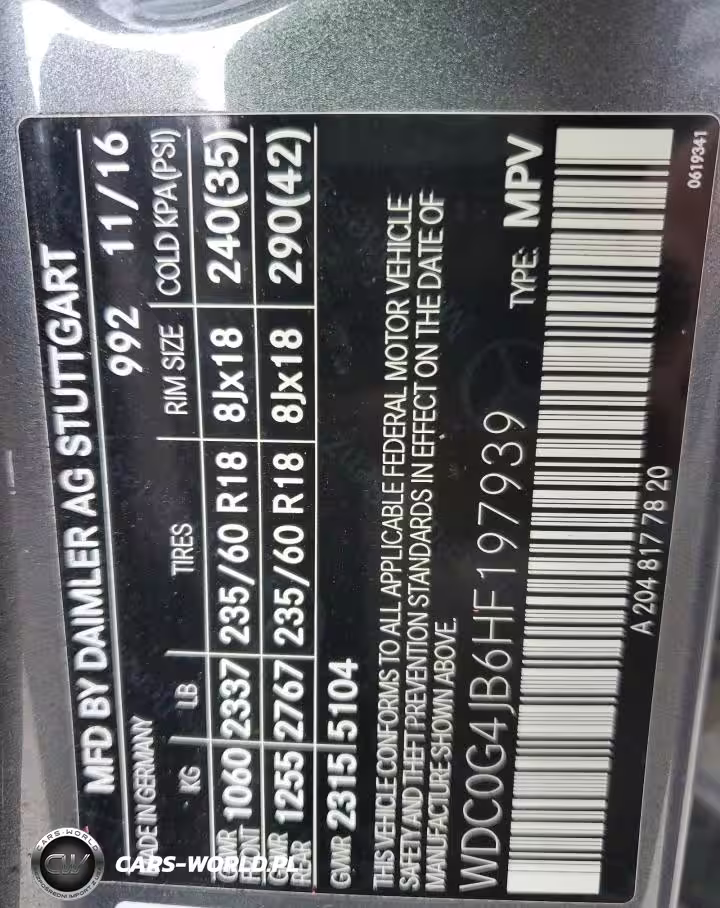 MFD BY DAIMLER AG STUTTGART
MADE IN GERMANY 992 11/16
KG LB TIRES RIM SIZE COLD KPA(PSI)
GAWR FRONT 1060 2337 235/60 R18 8Jx18 240(35)
GAWR REAR 1255 2767 235/60 R18 8Jx18 290(42)
GVWR 2315 5104
THIS VEHICLE CONFORMS TO ALL APPLICABLE FEDERAL MOTOR VEHICLE
SAFETY AND THEFT PREVENTION STANDARDS IN EFFECT ON THE DATE OF
MANUFACTURE SHOWN ABOVE.
WDC0G4JB6HF197939 TYPE: MPV
A 204 817 78 20
0619341
CARS-WORLD
CW
CARS-WORLD.PL